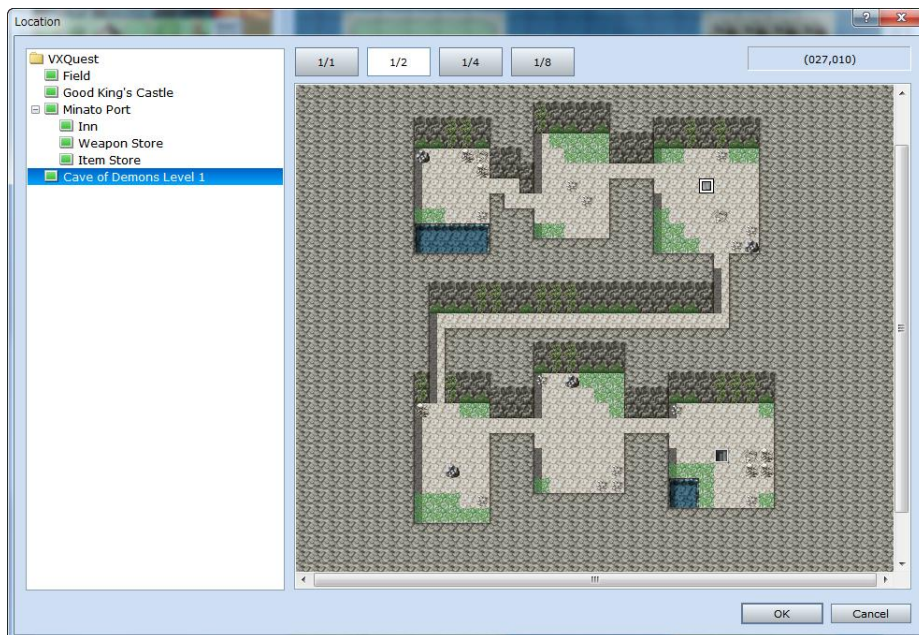 Location
VXQuest
Field
Good King's Castle
Minato Port
Inn
Weapon Store
Item Store
Cave of Demons Level 1
1/1
1/2
1/4
1/8
(027,010)
OK
Cancel